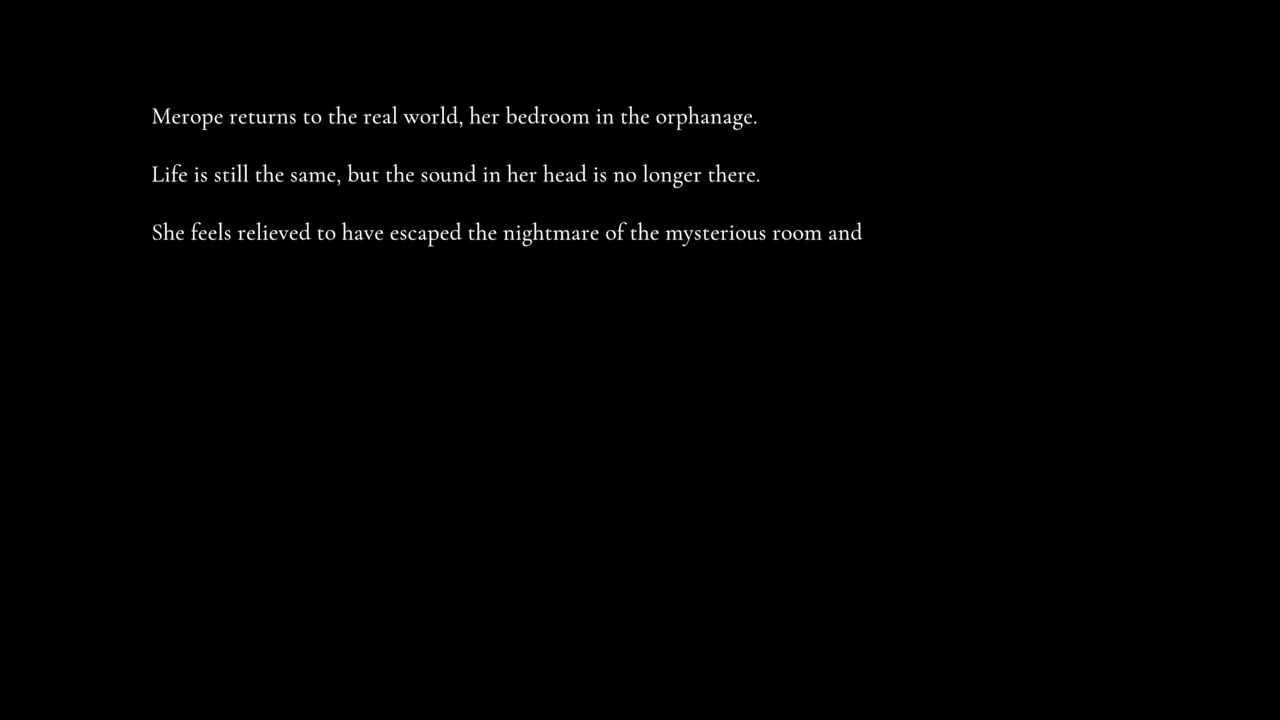 Merope returns to the real world, her bedroom in the orphanage.
Life is still the same, but the sound in her head is no longer there.
She feels relieved to have escaped the nightmare of the mysterious room and